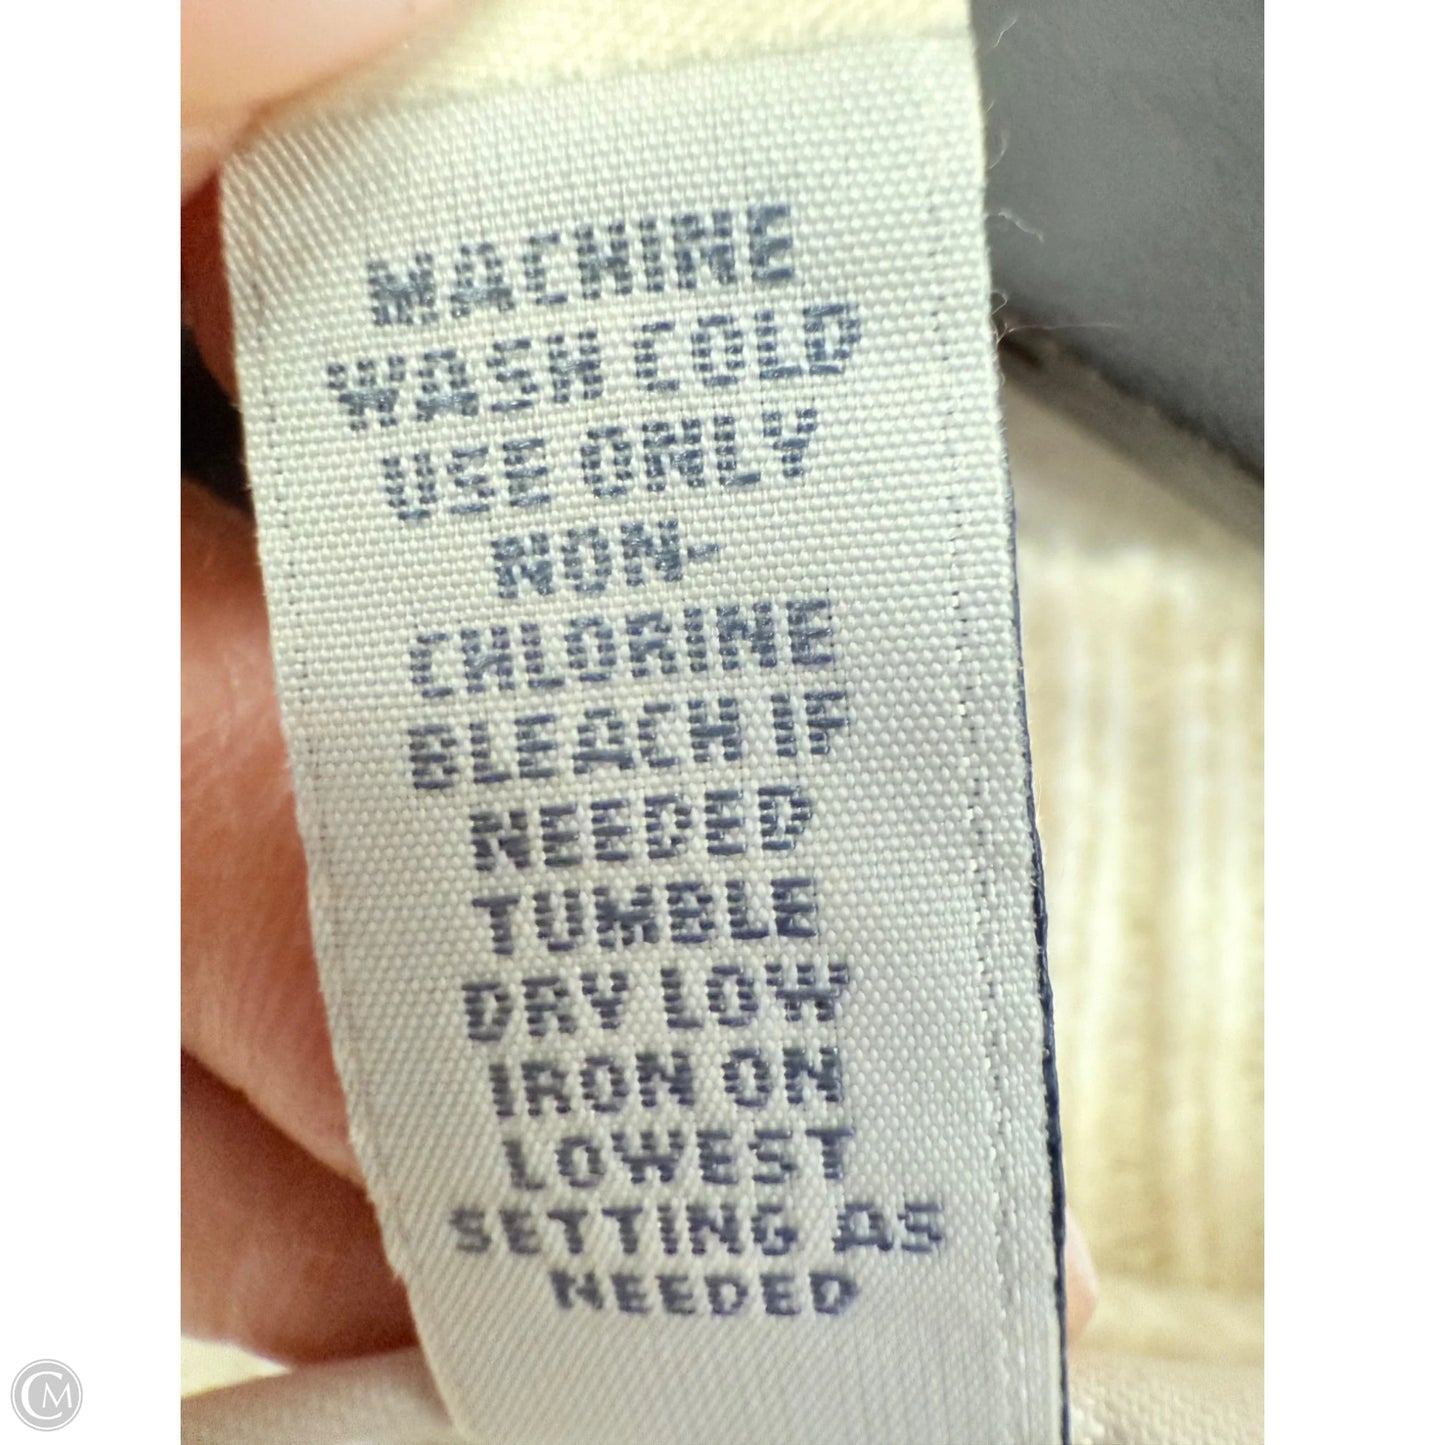 MACHINE
WASH COLD
USE ONLY
NON-
CHLORINE
BLEACH IF
NEEDED
TUMBLE
DRY LOW
IRON ON
LOWEST
SETTING AS
NEEDED
CM